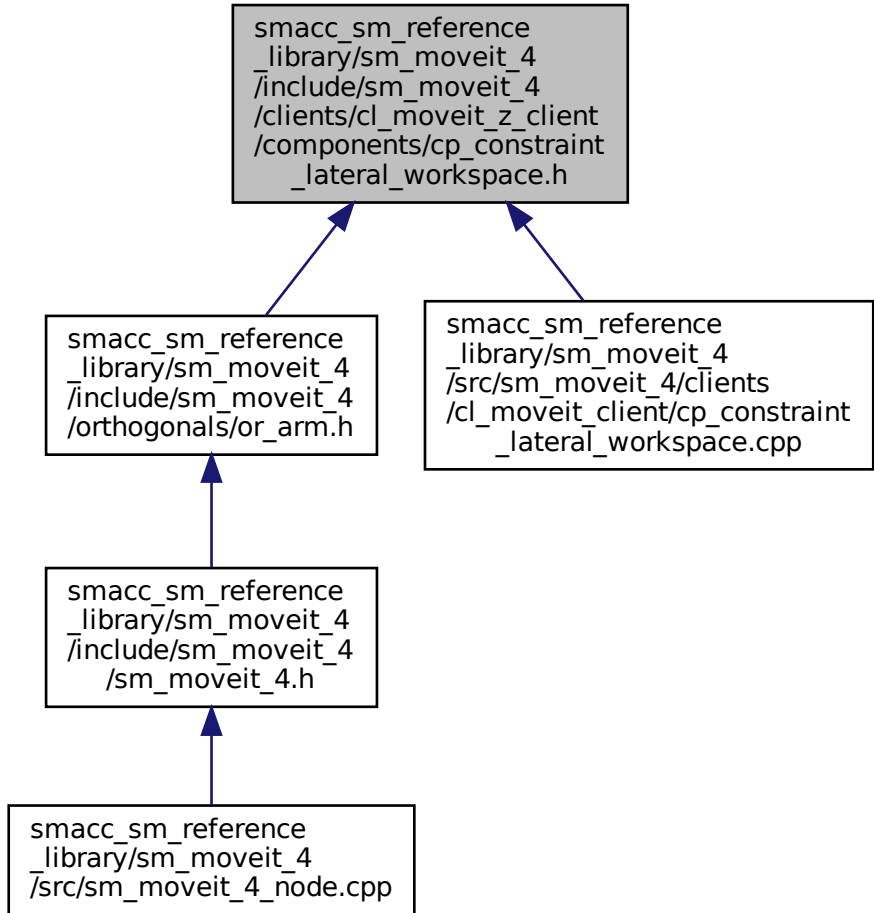 smacc_sm_reference
_library/sm_moveit_4
/include/sm_moveit_4
/clients/cl_moveit_z_client
/components/cp_constraint
_lateral_workspace.h
smacc_sm_reference
_library/sm_moveit_4
/include/sm_moveit_4
/orthogonals/or_arm.h
smacc_sm_reference
_library/sm_moveit_4
/src/sm_moveit_4/clients
/cl_moveit_client/cp_constraint
_lateral_workspace.cpp
smacc_sm_reference
_library/sm_moveit_4
/include/sm_moveit_4
/sm_moveit_4.h
smacc_sm_reference
_library/sm_moveit_4
/src/sm_moveit_4_node.cpp